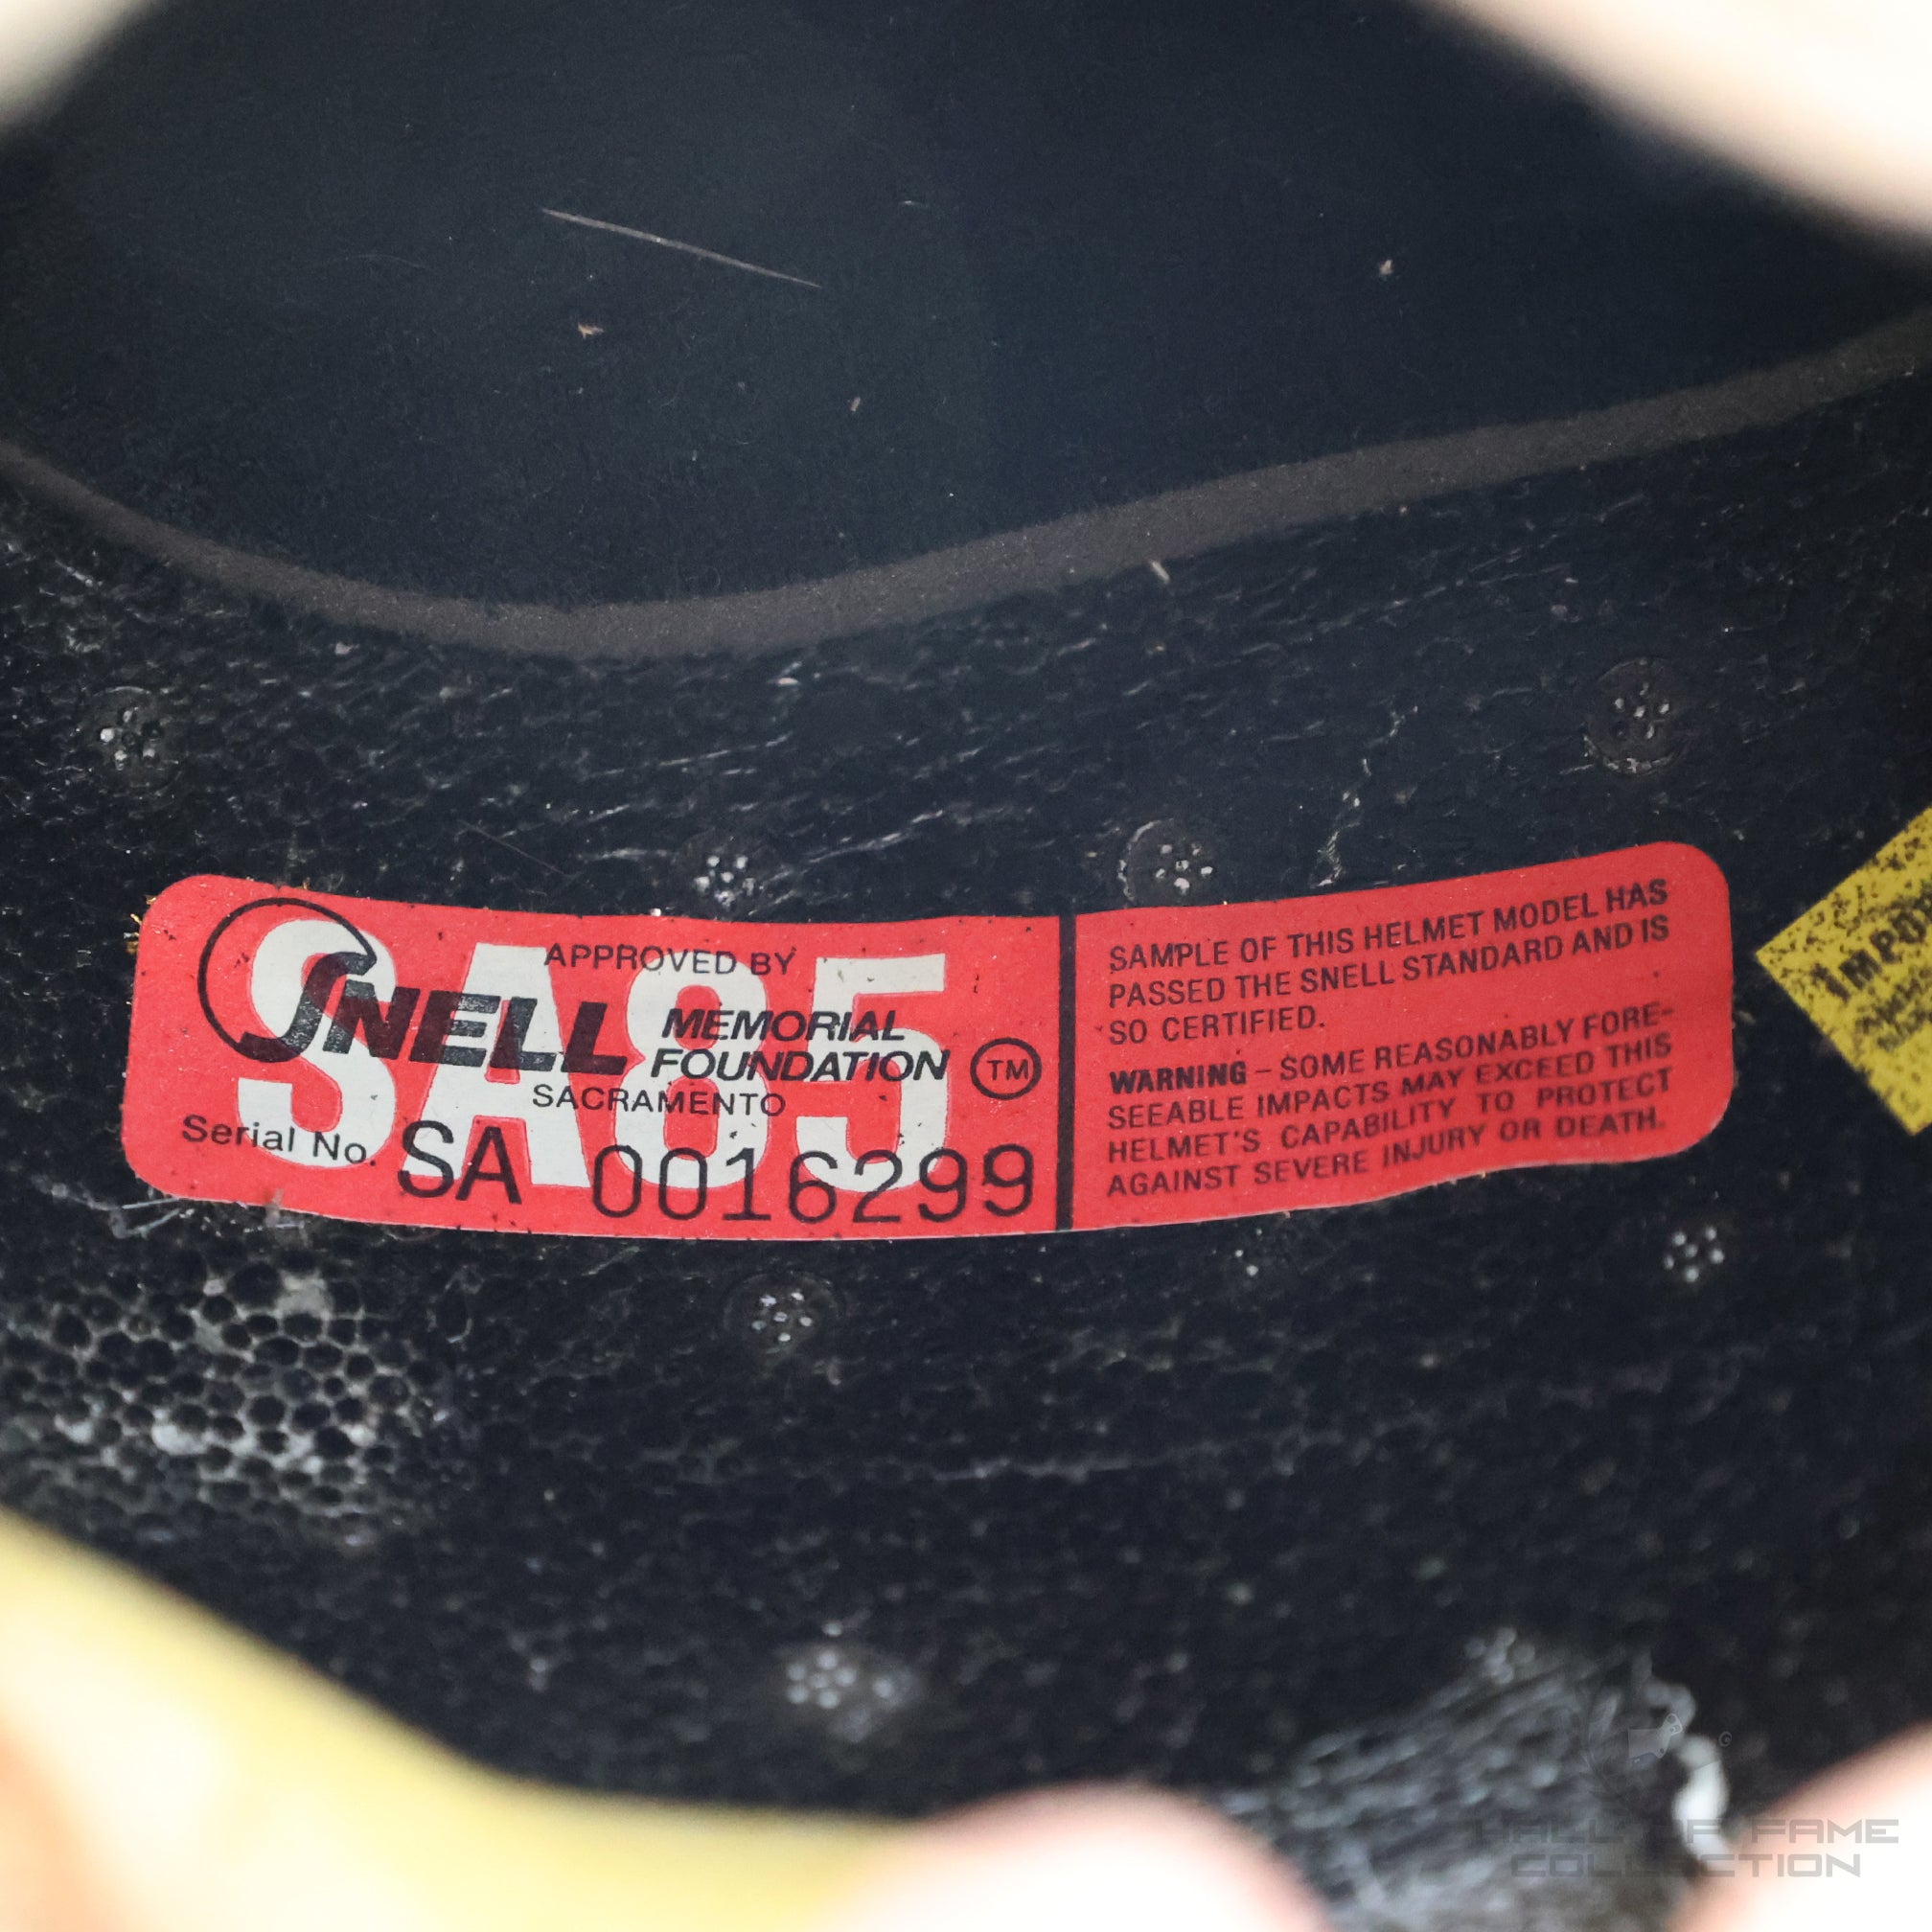 SA85
APPROVED BY
SNELL MEMORIAL
FOUNDATION TM
SACRAMENTO
Serial No. SA 0016299
SAMPLE OF THIS HELMET MODEL HAS
PASSED THE SNELL STANDARD AND IS
SO CERTIFIED.
WARNING – SOME REASONABLY FORE-
SEEABLE IMPACTS MAY EXCEED THIS
HELMET'S CAPABILITY TO PROTECT
AGAINST SEVERE INJURY OR DEATH.
HALL OF FAME
COLLECTION